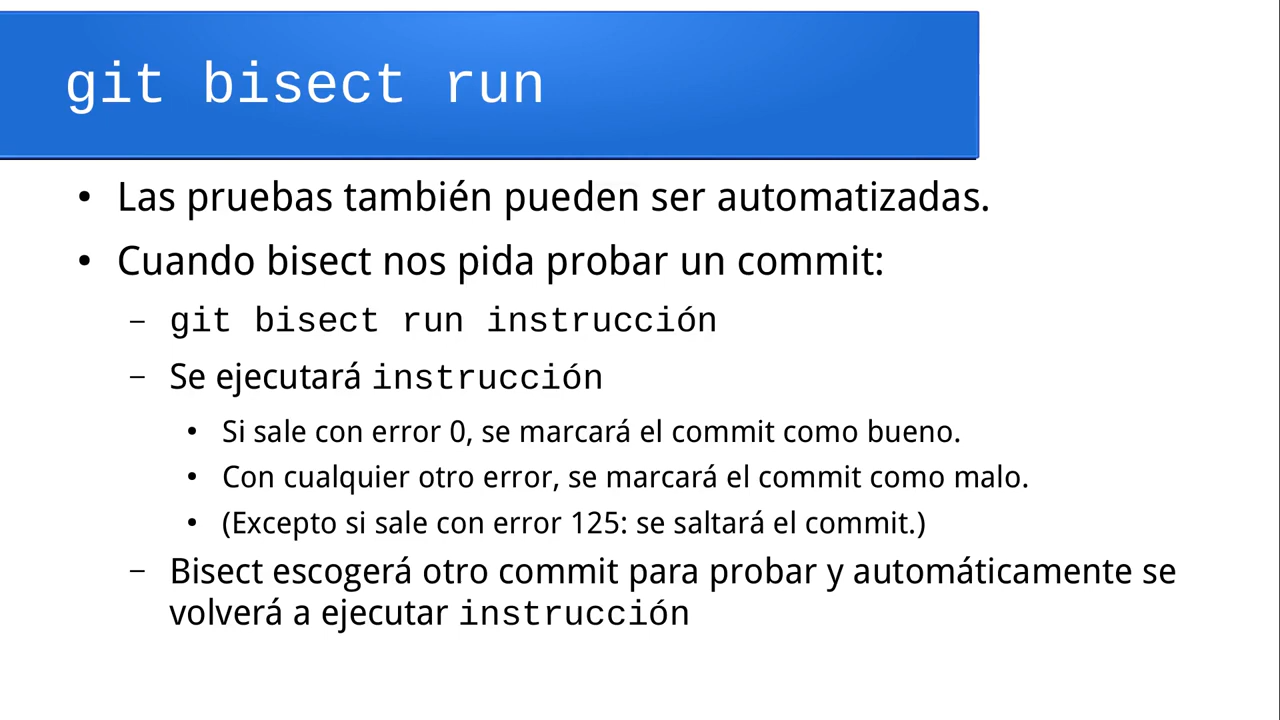 git bisect run
• Las pruebas también pueden ser automatizadas.
• Cuando bisect nos pida probar un commit:
– git bisect run instrucción
– Se ejecutará instrucción
• Si sale con error 0, se marcará el commit como bueno.
• Con cualquier otro error, se marcará el commit como malo.
• (Excepto si sale con error 125: se saltará el commit.)
– Bisect escogerá otro commit para probar y automáticamente se
volverá a ejecutar instrucción